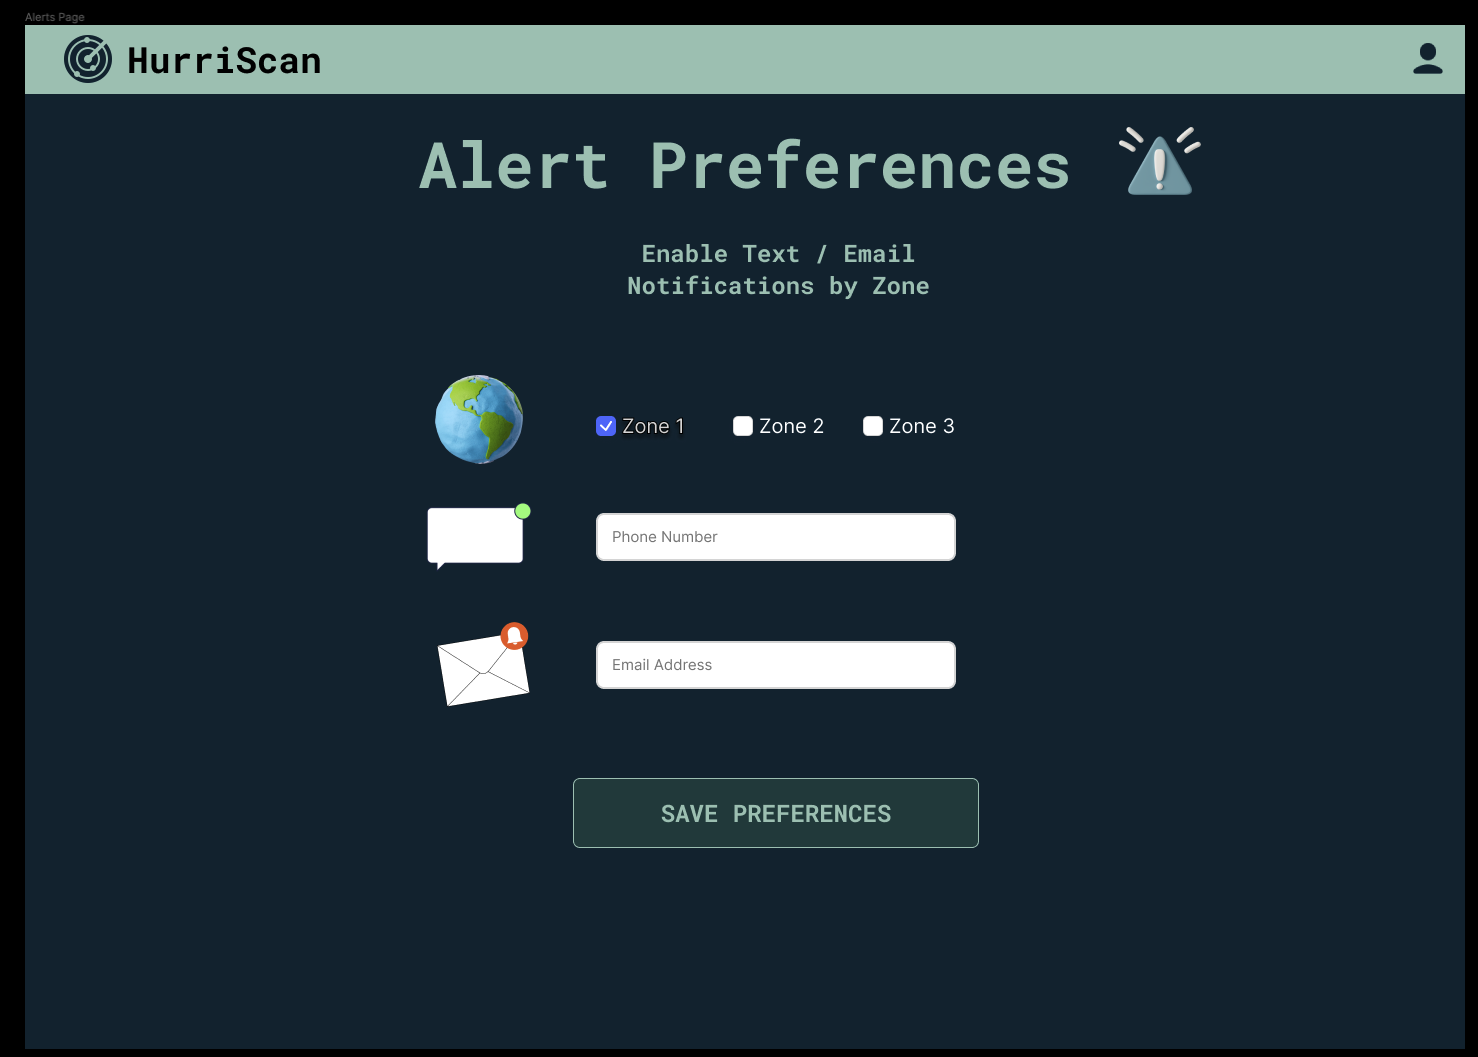 Alerts Page
HurriScan
Alert Preferences
Enable Text / Email
Notifications by Zone
Zone 1 Zone 2 Zone 3
Phone Number
Email Address
SAVE PREFERENCES